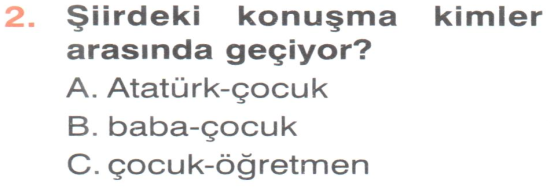 2. Şiirdeki konuşma kimler
arasında geçiyor?
A. Atatürk-çocuk
B. baba-çocuk
C. çocuk-öğretmen